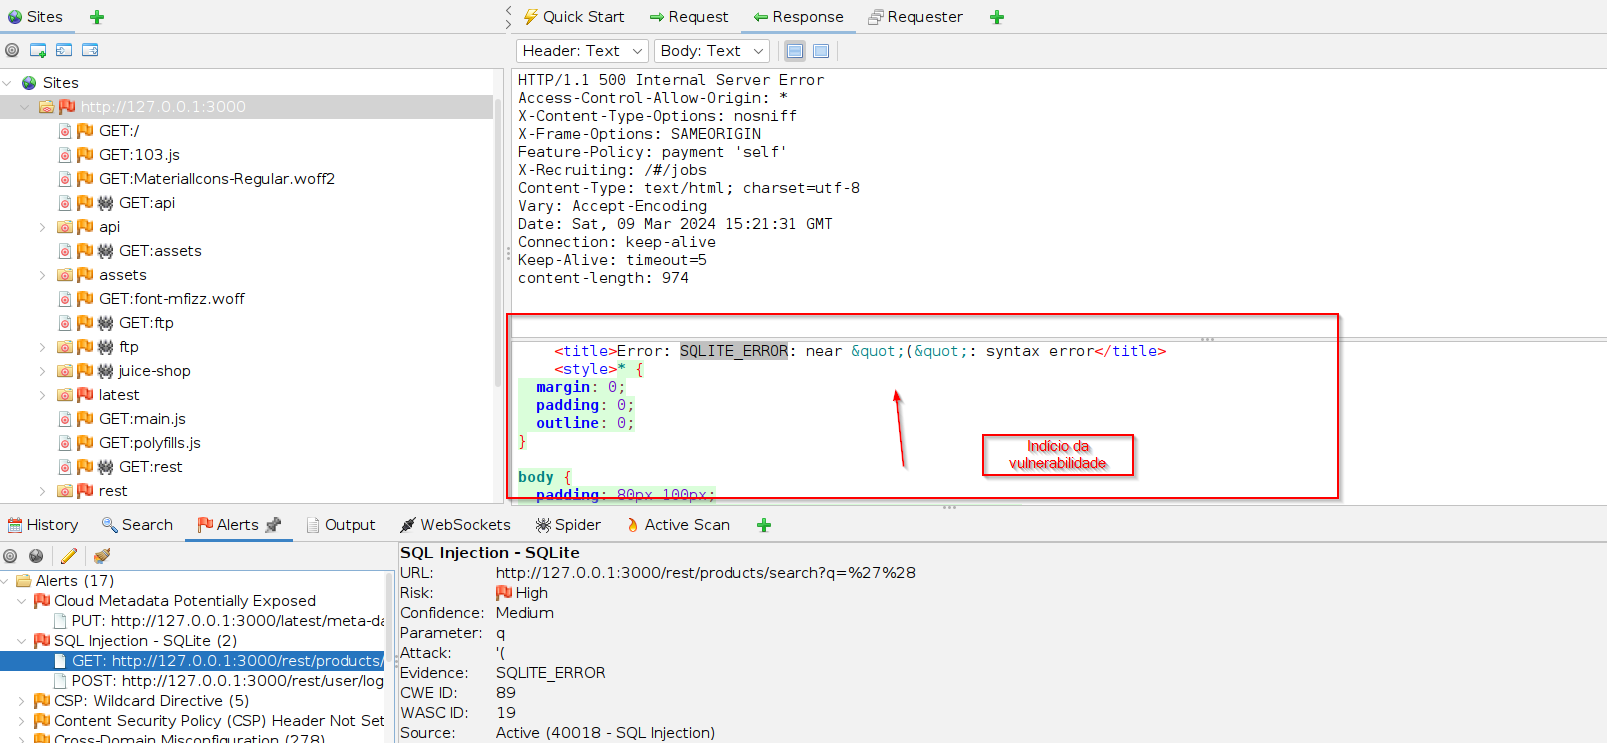 Sites
Quick Start Request Response Requester
Header: Text Body: Text
Sites
http://127.0.0.1:3000
GET:/
GET:103.js
GET:MaterialIcons-Regular.woff2
GET:api
api
GET:assets
assets
GET:font-mfizz.woff
GET:ftp
ftp
juice-shop
latest
GET:main.js
GET:polyfills.js
GET:rest
rest
HTTP/1.1 500 Internal Server Error
Access-Control-Allow-Origin: *
X-Content-Type-Options: nosniff
X-Frame-Options: SAMEORIGIN
Feature-Policy: payment 'self'
X-Recruiting: /#/jobs
Content-Type: text/html; charset=utf-8
Vary: Accept-Encoding
Date: Sat, 09 Mar 2024 15:21:31 GMT
Connection: keep-alive
Keep-Alive: timeout=5
content-length: 974
<title>Error: SQLITE_ERROR: near &quot;(&quot;: syntax error</title>
<style>* {
margin: 0;
padding: 0;
outline: 0;
}
body {
padding: 80px 100px;
Indício da
vulnerabilidade
History Search Alerts Output WebSockets Spider Active Scan
Alerts (17)
Cloud Metadata Potentially Exposed
PUT: http://127.0.0.1:3000/latest/meta-da
SQL Injection - SQLite (2)
GET: http://127.0.0.1:3000/rest/products/
POST: http://127.0.0.1:3000/rest/user/log
CSP: Wildcard Directive (5)
Content Security Policy (CSP) Header Not Set
Cross-Domain Misconfiguration (278)
SQL Injection - SQLite
URL: http://127.0.0.1:3000/rest/products/search?q=%27%28
Risk: High
Confidence: Medium
Parameter: q
Attack: '(
Evidence: SQLITE_ERROR
CWE ID: 89
WASC ID: 19
Source: Active (40018 - SQL Injection)